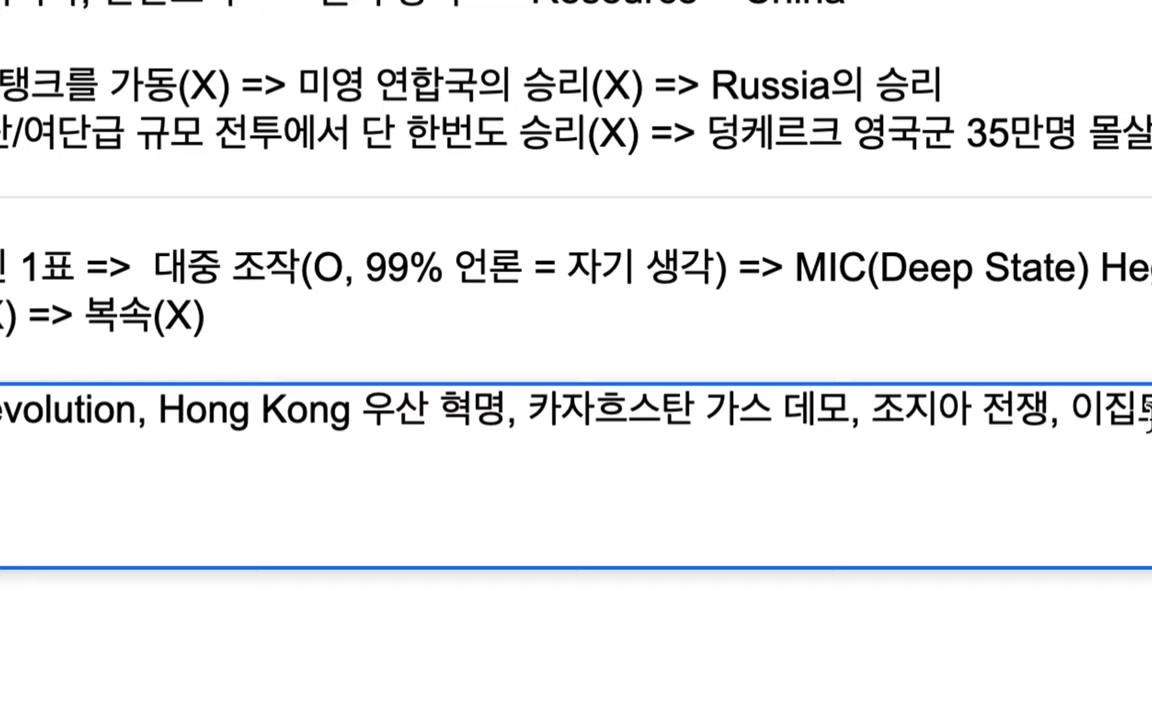 Resource China
탱크를 가동(X) => 미영 연합국의 승리(X) => Russia의 승리
/여단급 규모 전투에서 단 한번도 승리(X) => 덩케르크 영국군 35만명 몰살
1표 => 대중 조작(O, 99% 언론 = 자기 생각) => MIC(Deep State)
) => 복속(X)
evolution, Hong Kong 우산 혁명, 카자흐스탄 가스 데모, 조지아 전쟁,